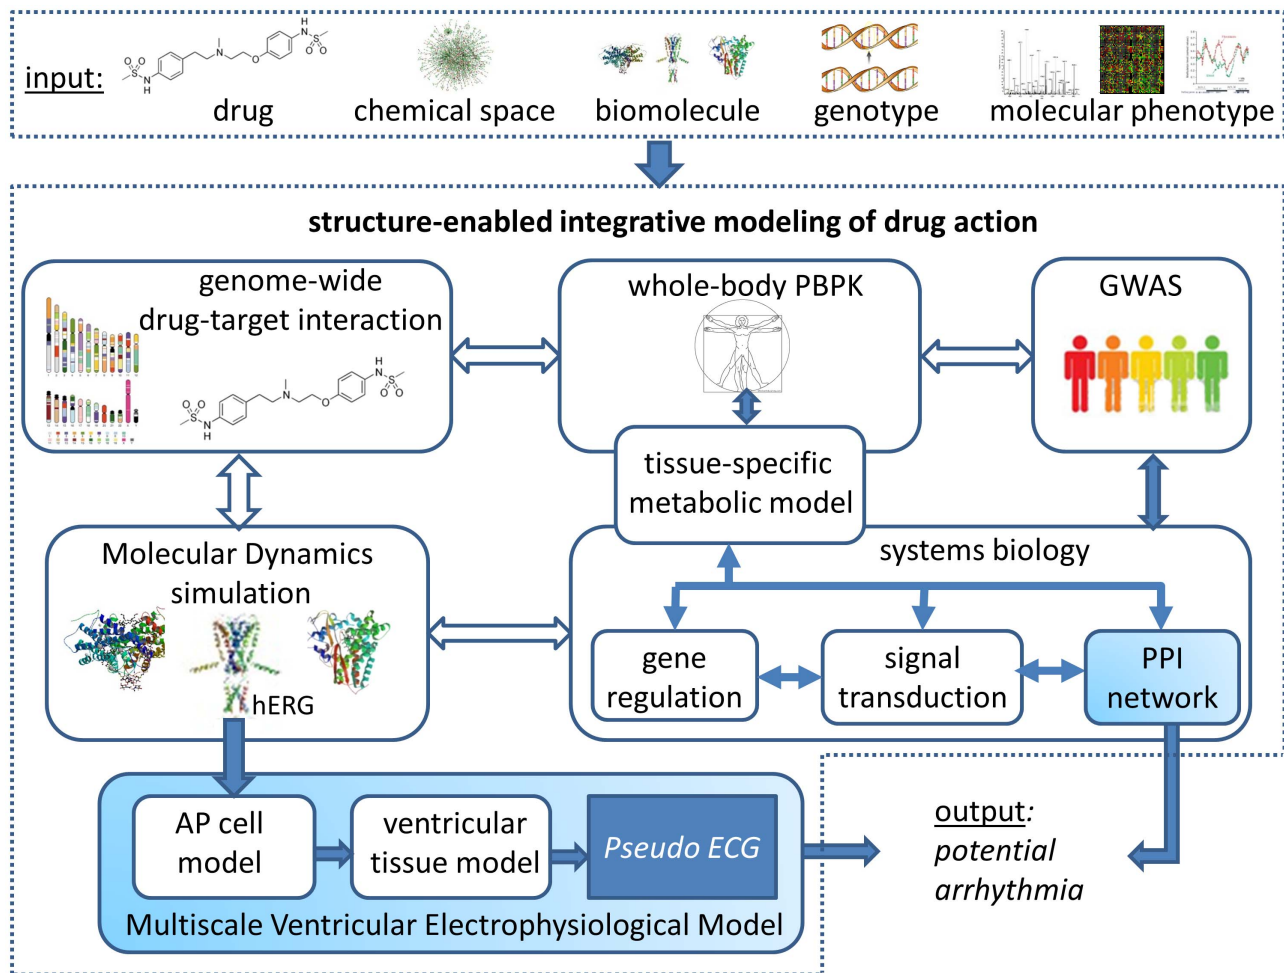 input:
drug
chemical space
biomolecule
genotype
molecular phenotype
structure-enabled integrative modeling of drug action
genome-wide
drug-target interaction
whole-body PBPK
GWAS
tissue-specific
metabolic model
Molecular Dynamics
simulation
hERG
systems biology
gene
regulation
signal
transduction
PPI
network
AP cell
model
ventricular
tissue model
Pseudo ECG
Multiscale Ventricular Electrophysiological Model
output:
potential
arrhythmia